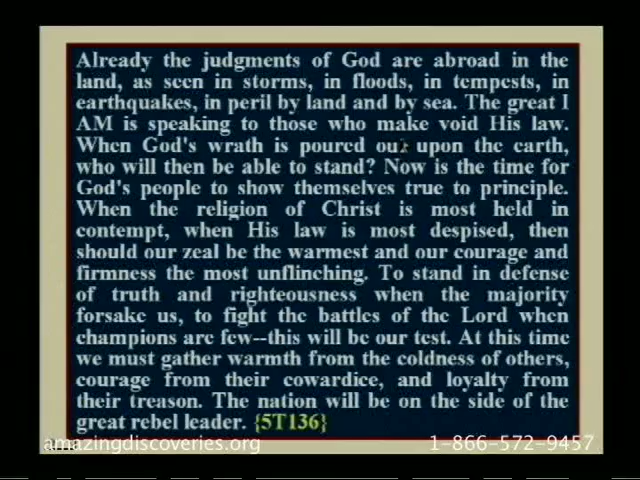 Already the judgments of God are abroad in the
land, as seen in storms, in floods, in tempests, in
earthquakes, in peril by land and by sea. The great I
AM is speaking to those who make void His law.
When God's wrath is poured out upon the earth,
who will then be able to stand? Now is the time for
God's people to show themselves true to principle.
When the religion of Christ is most held in
contempt, when His law is most despised, then
should our zeal be the warmest and our courage and
firmness the most unflinching. To stand in defense
of truth and righteousness when the majority
forsake us, to fight the battles of the Lord when
champions are few--this will be our test. At this time
we must gather warmth from the coldness of others,
courage from their cowardice, and loyalty from
their treason. The nation will be on the side of the
great rebel leader. {5T136}
amazingdiscoveries.org 1-866-572-9457